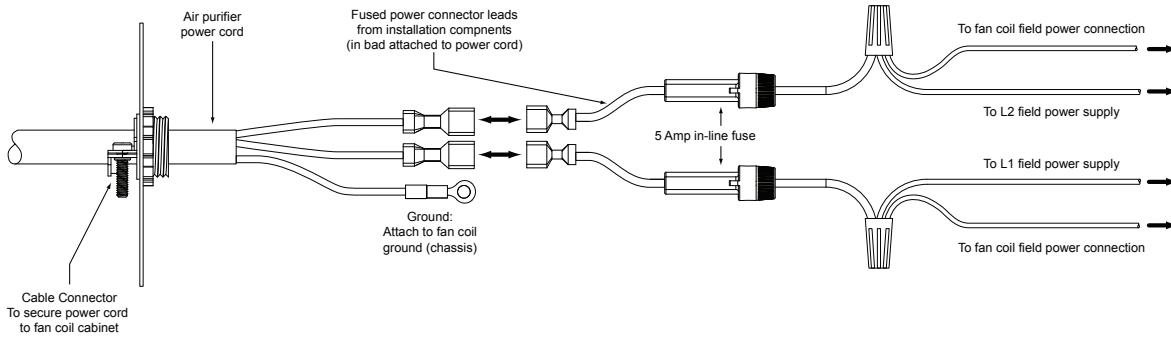 Air purifier
power cord
Fused power connector leads
from installation compnents
(in bad attached to power cord)
To fan coil field power connection
To L2 field power supply
5 Amp in-line fuse
To L1 field power supply
To fan coil field power connection
Ground:
Attach to fan coil
ground (chassis)
Cable Connector
To secure power cord
to fan coil cabinet